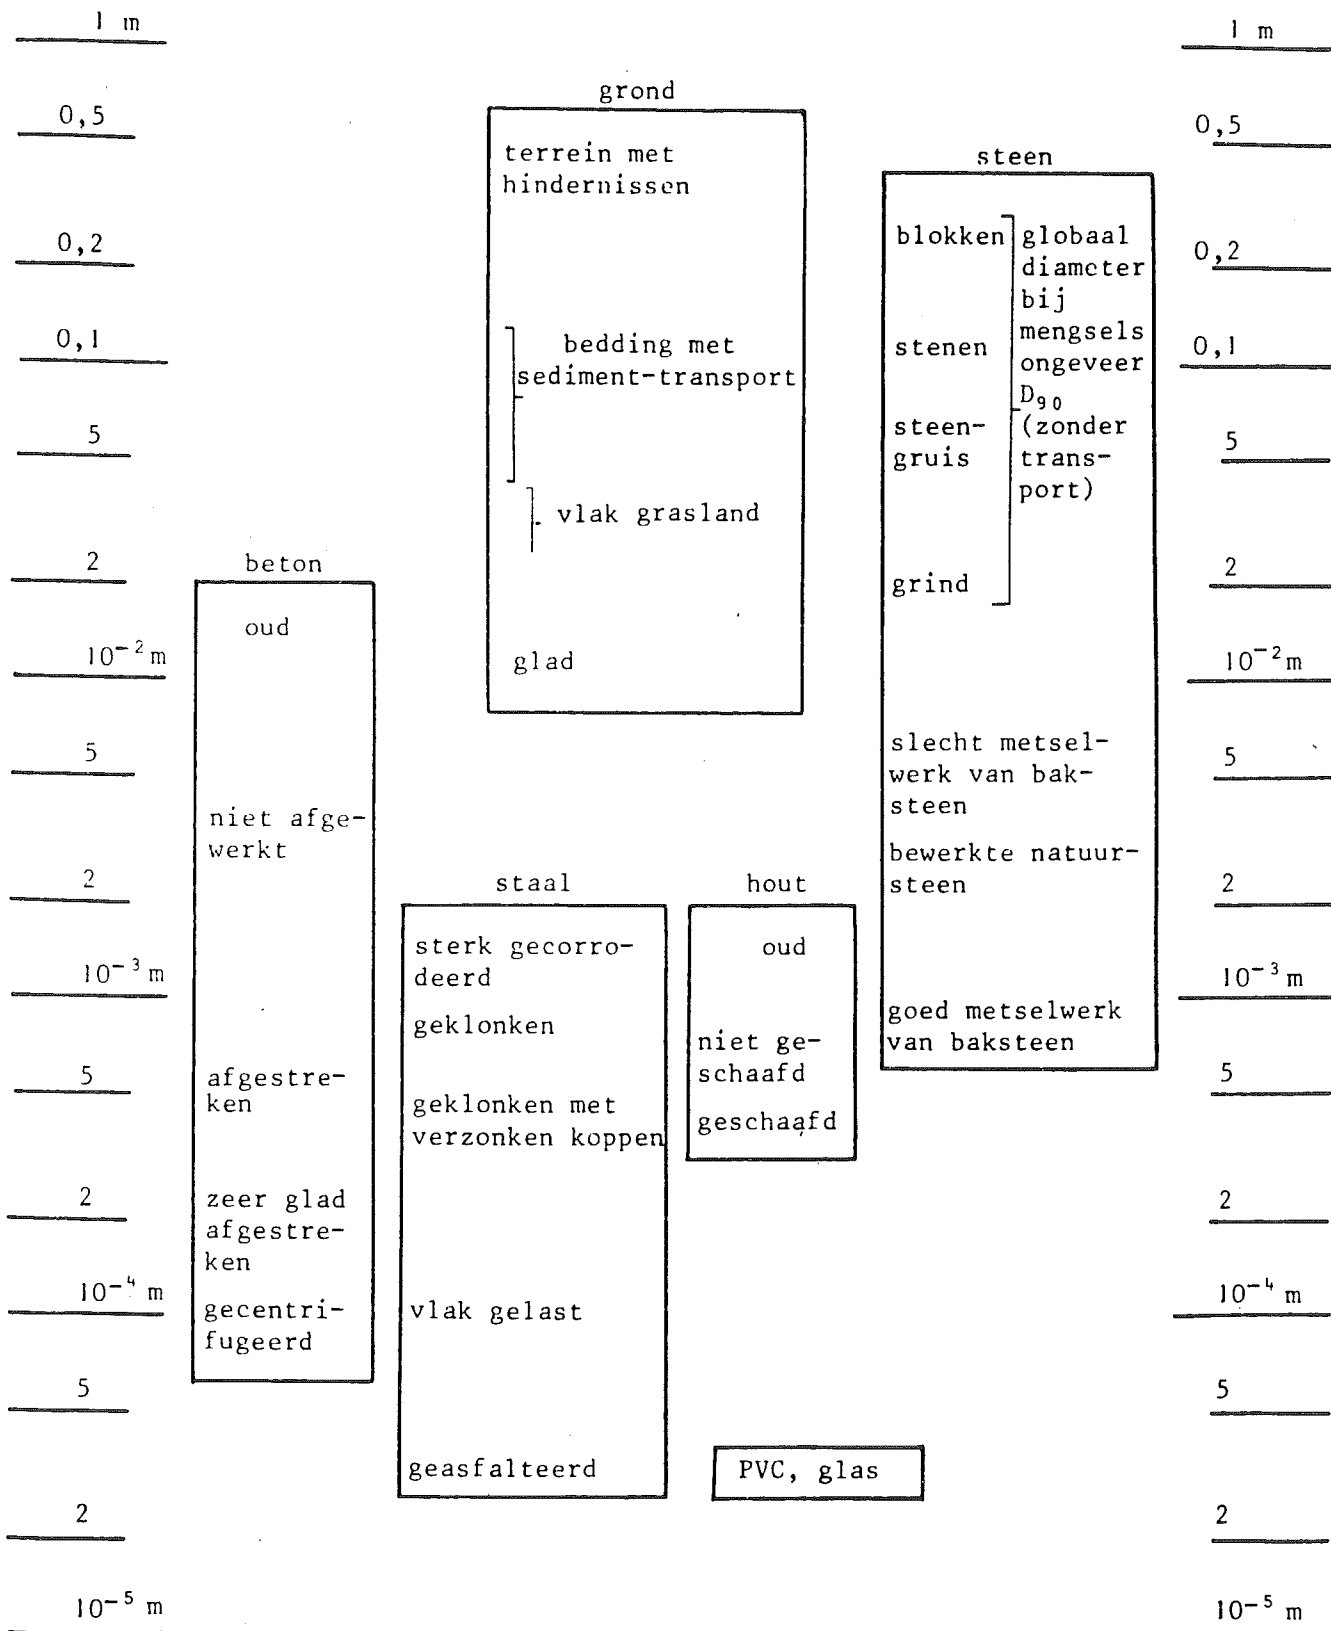 1 m
0,5
0,2
0,1
5
2
10⁻² m
5
2
10⁻³ m
5
2
10⁻⁴ m
5
2
10⁻⁵ m
beton
oud
niet afge-
werkt
afgestre-
ken
zeer glad
afgestre-
ken
gecentri-
fugeerd
grond
terrein met
hindernissen
bedding met
sediment-transport
vlak grasland
glad
staal
sterk gecorro-
deerd
geklonken
geklonken met
verzonken koppen
vlak gelast
geasfalteerd
hout
oud
niet ge-
schaafd
geschaafd
PVC, glas
steen
blokken
stenen
steen-
gruis
grind
globaal
diameter
bij
mengsels
ongeveer
D₉₀
(zonder
trans-
port)
slecht metsel-
werk van bak-
steen
bewerkte natuur-
steen
goed metselwerk
van baksteen
1 m
0,5
0,2
0,1
5
2
10⁻² m
5
2
10⁻³ m
5
2
10⁻⁴ m
5
2
10⁻⁵ m